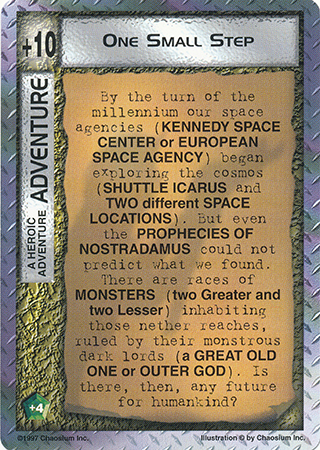 +10
ONE SMALL STEP
A HEROIC
ADVENTURE
ADVENTURE
By the turn of the
millennium our space
agencies (KENNEDY SPACE
CENTER or EUROPEAN
SPACE AGENCY) began
exploring the cosmos
(SHUTTLE ICARUS and
TWO different SPACE
LOCATIONS). But even
the PROPHECIES OF
NOSTRADAMUS could not
predict what we found.
There are races of
MONSTERS (two Greater and
two Lesser) inhabiting
those nether reaches,
ruled by their monstrous
dark lords (a GREAT OLD
ONE or OUTER GOD). Is
there, then, any future
for humankind?
+4
©1997 Chaosium Inc.
Illustration © by Chaosium Inc.